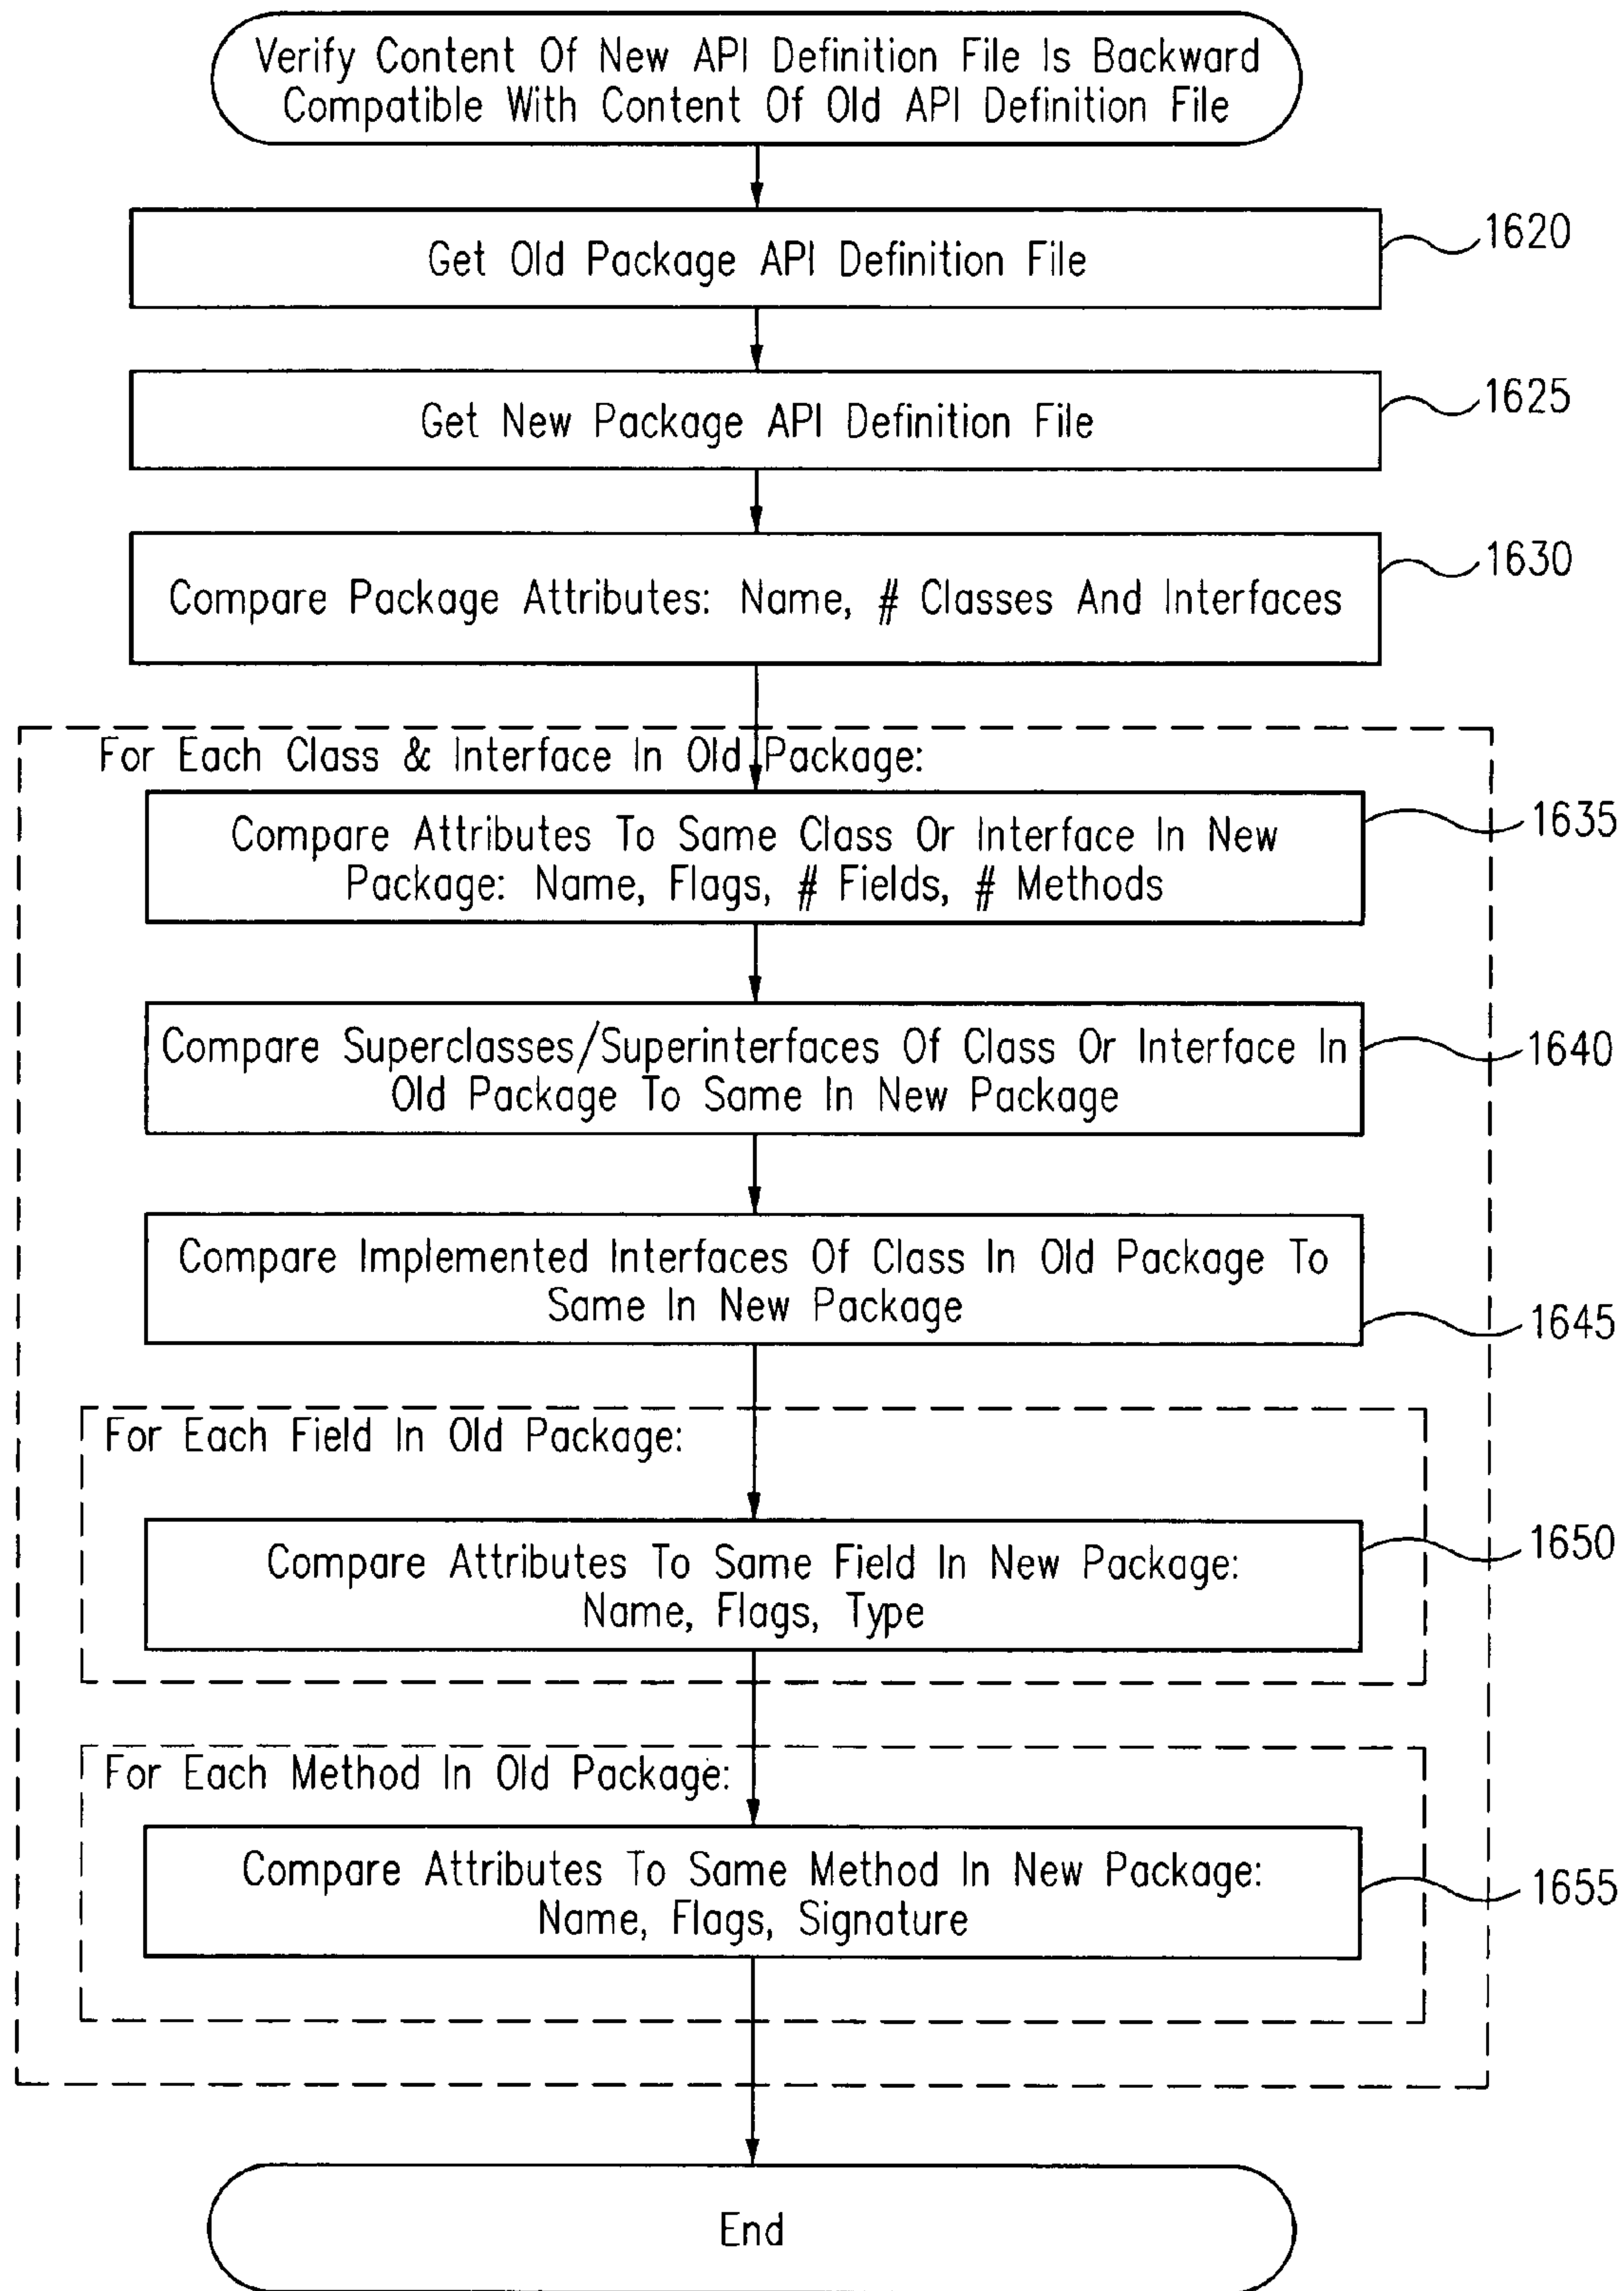 Verify Content Of New API Definition File Is Backward
Compatible With Content Of Old API Definition File
Get Old Package API Definition File
1620
Get New Package API Definition File
1625
Compare Package Attributes: Name, # Classes And Interfaces
1630
For Each Class & Interface In Old Package:
Compare Attributes To Same Class Or Interface In New
Package: Name, Flags, # Fields, # Methods
1635
Compare Superclasses/Superinterfaces Of Class Or Interface In
Old Package To Same In New Package
1640
Compare Implemented Interfaces Of Class In Old Package To
Same In New Package
1645
For Each Field In Old Package:
Compare Attributes To Same Field In New Package:
Name, Flags, Type
1650
For Each Method In Old Package:
Compare Attributes To Same Method In New Package:
Name, Flags, Signature
1655
End